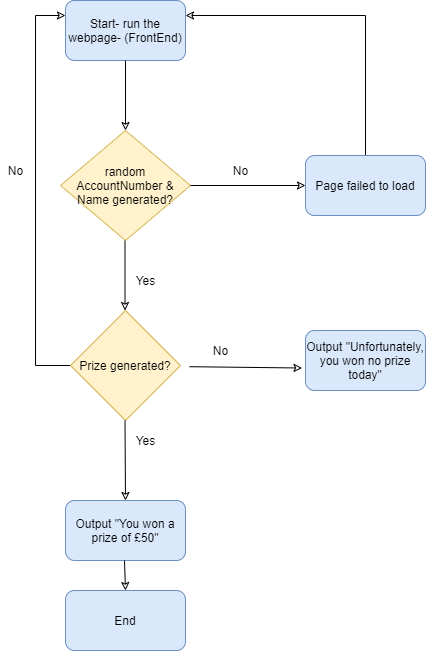 Start- run the
webpage- (FrontEnd)
No
random
AccountNumber &
Name generated?
No
Page failed to load
Yes
Prize generated?
No
Output "Unfortunately,
you won no prize
today"
Yes
Output "You won a
prize of £50"
End